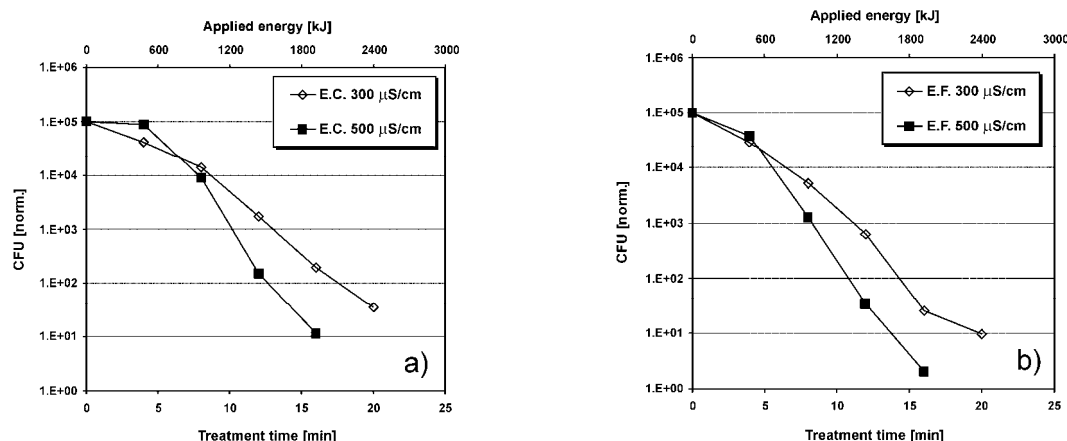 Applied energy [kJ]
0 600 1200 1800 2400 3000
1.E+06
1.E+05
1.E+04
1.E+03
1.E+02
1.E+01
1.E+00
CFU [norm.]
E.C. 300 µS/cm
E.C. 500 µS/cm
a)
0 5 10 15 20 25
Treatment time [min]
Applied energy [kJ]
0 600 1200 1800 2400 3000
1.E+06
1.E+05
1.E+04
1.E+03
1.E+02
1.E+01
1.E+00
CFU [norm.]
E.F. 300 µS/cm
E.F. 500 µS/cm
b)
0 5 10 15 20 25
Treatment time [min]